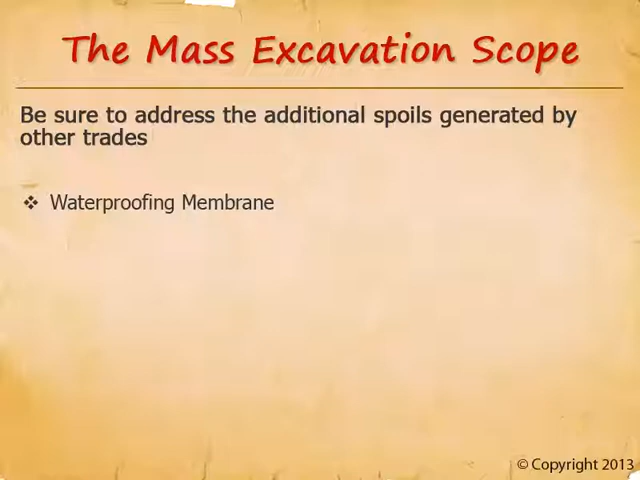 The Mass Excavation Scope
Be sure to address the additional spoils generated by
other trades
❖ Waterproofing Membrane
© Copyright 2013